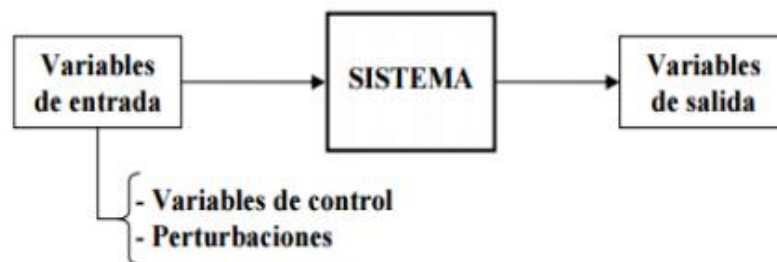 Variables
de entrada
SISTEMA
Variables
de salida
- Variables de control
- Perturbaciones